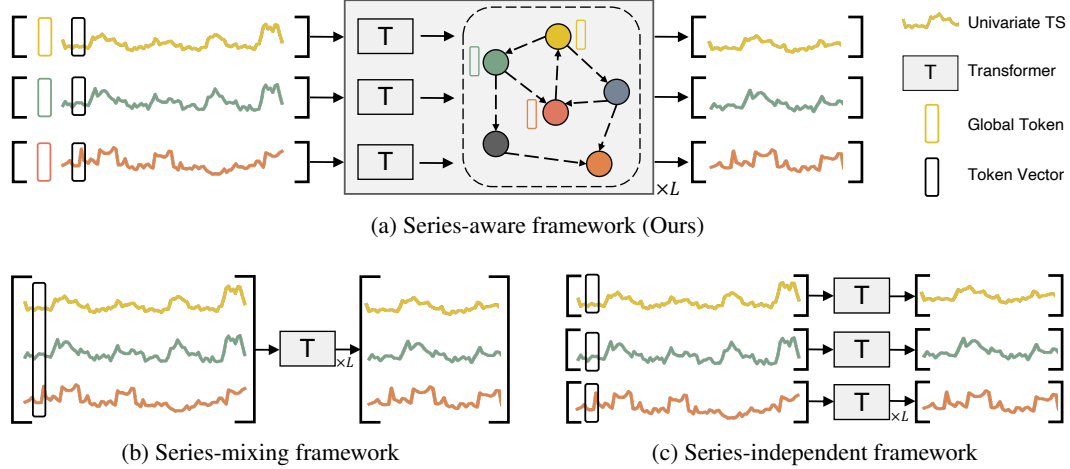 Univariate TS
T
T
T
T
Transformer
Global Token
Token Vector
×L
(a) Series-aware framework (Ours)
T
×L
T
T
T
×L
(b) Series-mixing framework
(c) Series-independent framework